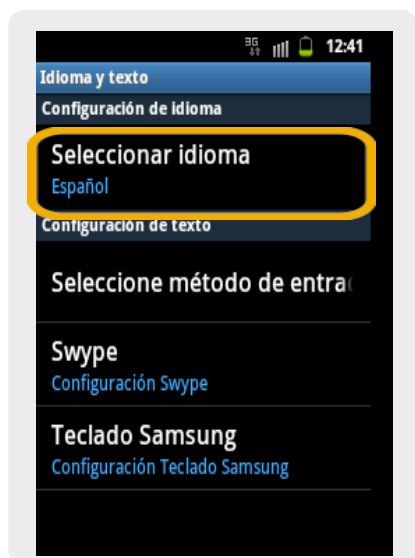 3G 12:41
Idioma y texto
Configuración de idioma
Seleccionar idioma
Español
Configuración de texto
Seleccione método de entra
Swype
Configuración Swype
Teclado Samsung
Configuración Teclado Samsung